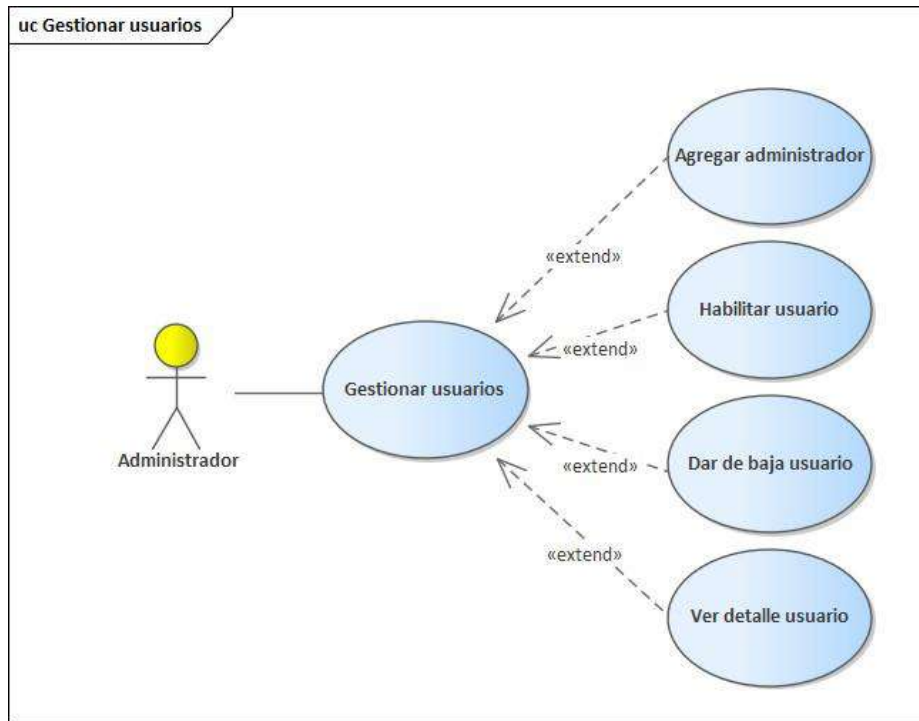 uc Gestionar usuarios
Agregar administrador
«extend»
Habilitar usuario
«extend»
Gestionar usuarios
Administrador
Dar de baja usuario
«extend»
«extend»
Ver detalle usuario